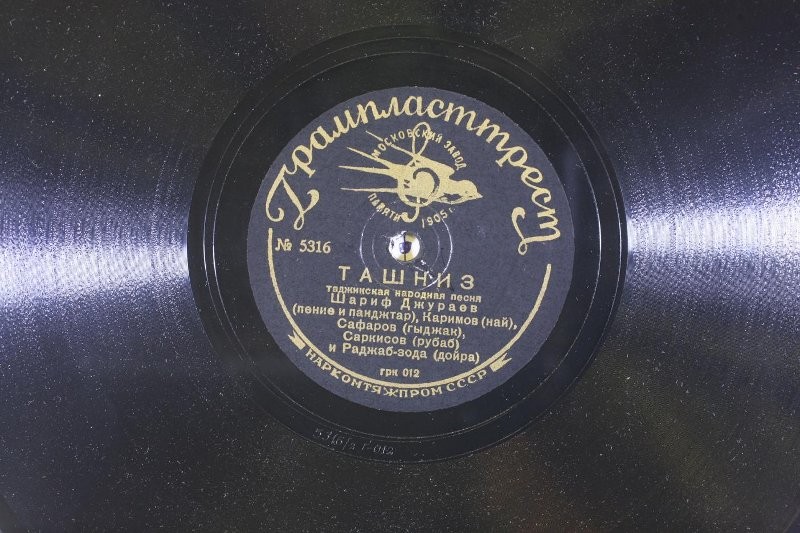 Грампласттрест
МОСКОВСКИЙ ЗАВОД
ПАМЯТИ 1905 г.
№ 5316
ТАШНИЗ
таджикская народная песня
Шариф Джураев
(пение и панджтар), Каримов (най),
Сафаров (гыджак),
Саркисов (рубаб)
и Раджаб-зода (дойра)
грк 012
НАРКОМТЯЖПРОМ СССР